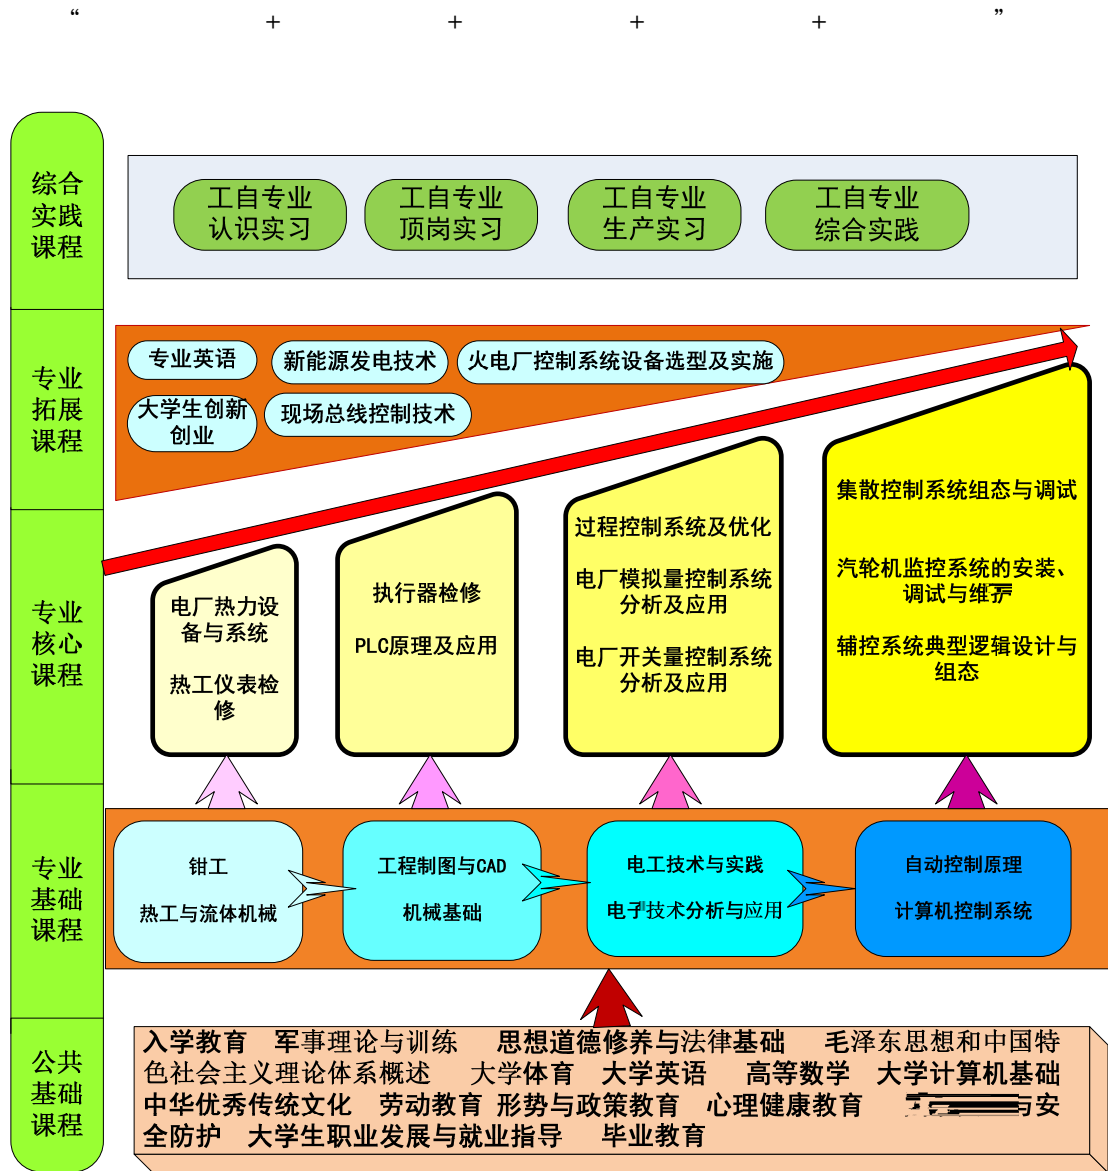 “ + + + + ”
综合
实践
课程
工自专业
认识实习
工自专业
顶岗实习
工自专业
生产实习
工自专业
综合实践
专业
拓展
课程
专业英语
新能源发电技术
火电厂控制系统设备选型及实施
大学生创新
创业
现场总线控制技术
专业
核心
课程
电厂热力设
备与系统
热工仪表检
修
执行器检修
PLC原理及应用
过程控制系统及优化
电厂模拟量控制系统
分析及应用
电厂开关量控制系统
分析及应用
集散控制系统组态与调试
汽轮机监控系统的安装、
调试与维护
辅控系统典型逻辑设计与
组态
专业
基础
课程
钳工
热工与流体机械
工程制图与CAD
机械基础
电工技术与实践
电子技术分析与应用
自动控制原理
计算机控制系统
公共
基础
课程
入学教育 军事理论与训练 思想道德修养与法律基础 毛泽东思想和中国特
色社会主义理论体系概述 大学体育 大学英语 高等数学 大学计算机基础
中华优秀传统文化 劳动教育 形势与政策教育 心理健康教育 与安
全防护 大学生职业发展与就业指导 毕业教育